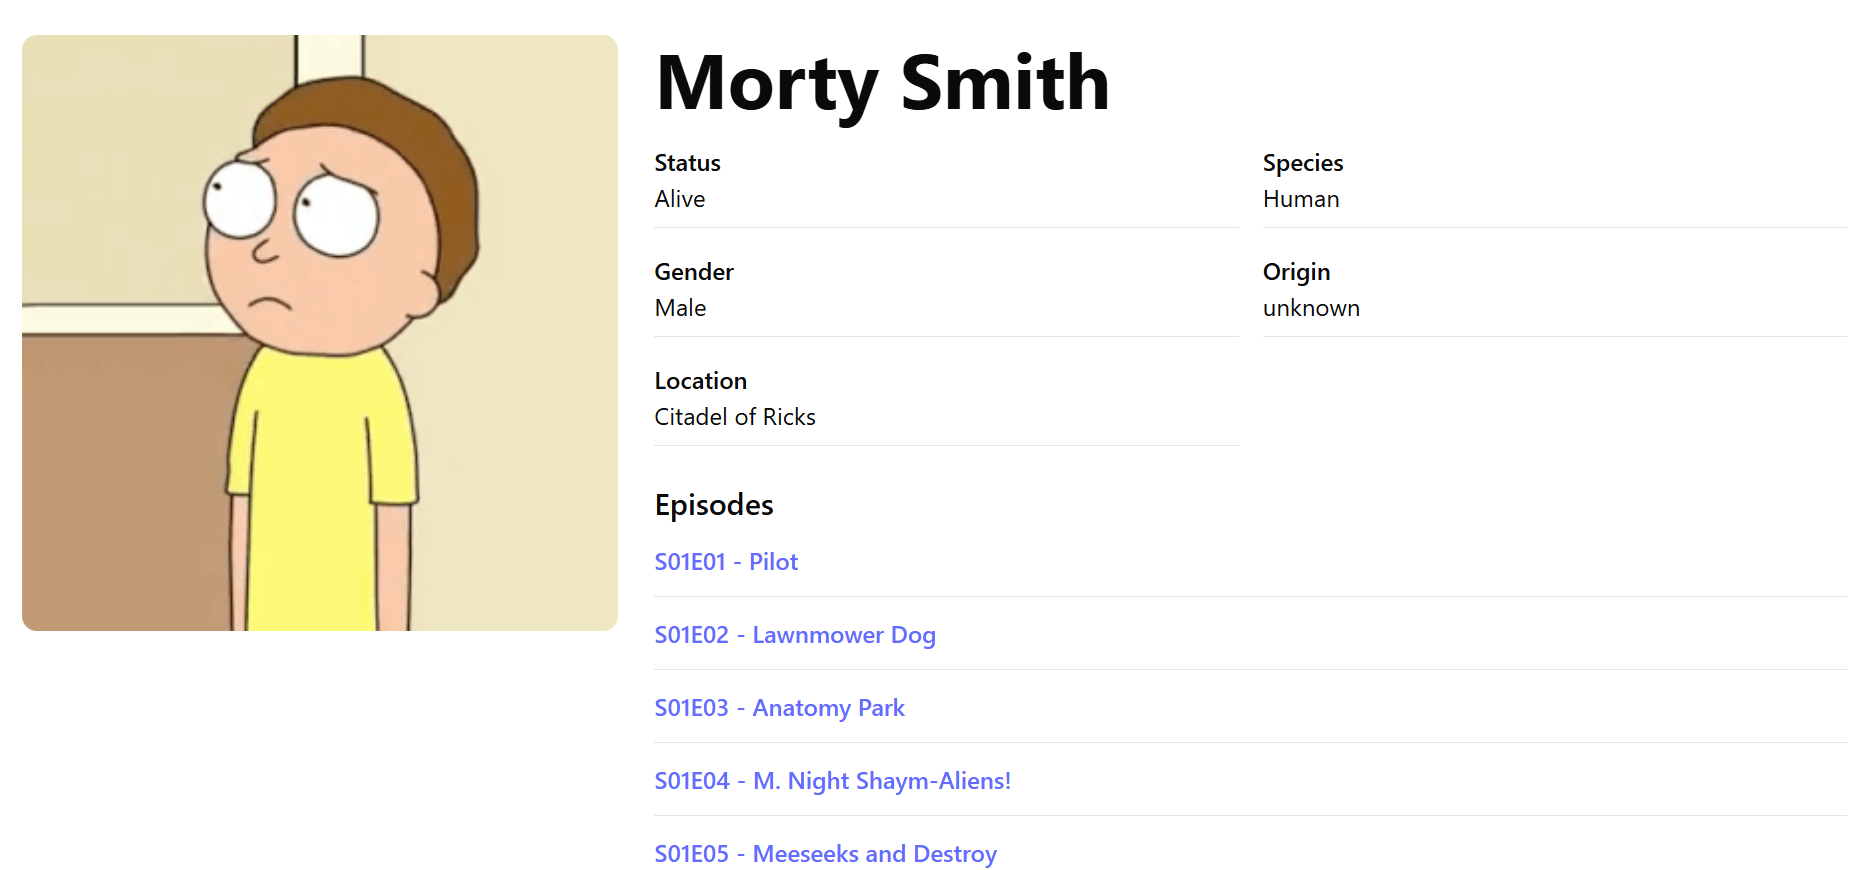 Morty Smith
Status
Alive
Species
Human
Gender
Male
Origin
unknown
Location
Citadel of Ricks
Episodes
S01E01 - Pilot
S01E02 - Lawnmower Dog
S01E03 - Anatomy Park
S01E04 - M. Night Shaym-Aliens!
S01E05 - Meeseeks and Destroy